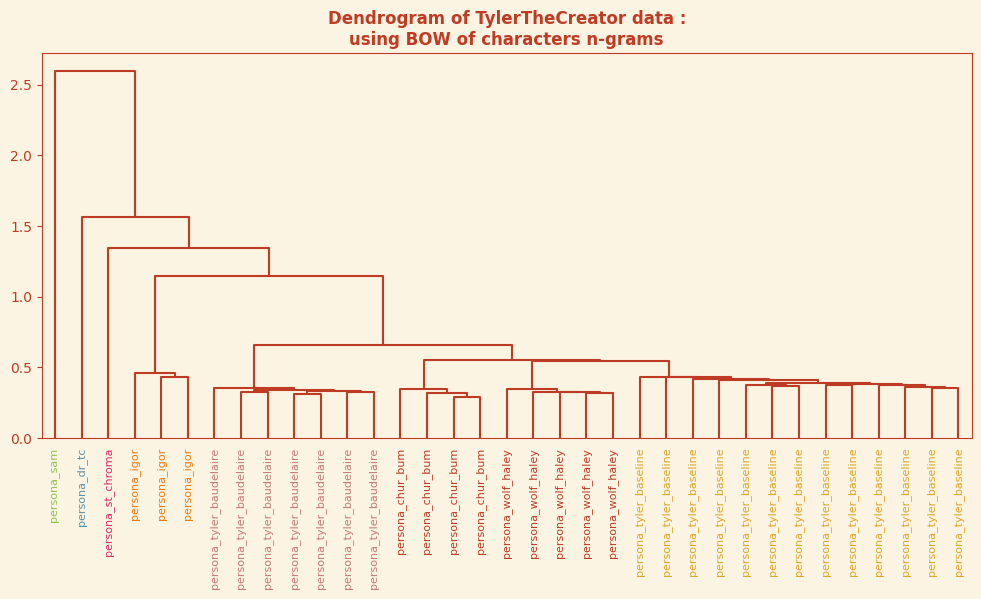 Dendrogram of TylerTheCreator data :
using BOW of characters n-grams
2.5
2.0
1.5
1.0
0.5
0.0
persona_sam
persona_dr_tc
persona_st_chroma
persona_igor
persona_igor
persona_igor
persona_tyler_baudelaire
persona_tyler_baudelaire
persona_tyler_baudelaire
persona_tyler_baudelaire
persona_tyler_baudelaire
persona_tyler_baudelaire
persona_tyler_baudelaire
persona_chur_bum
persona_chur_bum
persona_chur_bum
persona_chur_bum
persona_wolf_haley
persona_wolf_haley
persona_wolf_haley
persona_wolf_haley
persona_wolf_haley
persona_tyler_baseline
persona_tyler_baseline
persona_tyler_baseline
persona_tyler_baseline
persona_tyler_baseline
persona_tyler_baseline
persona_tyler_baseline
persona_tyler_baseline
persona_tyler_baseline
persona_tyler_baseline
persona_tyler_baseline
persona_tyler_baseline
persona_tyler_baseline